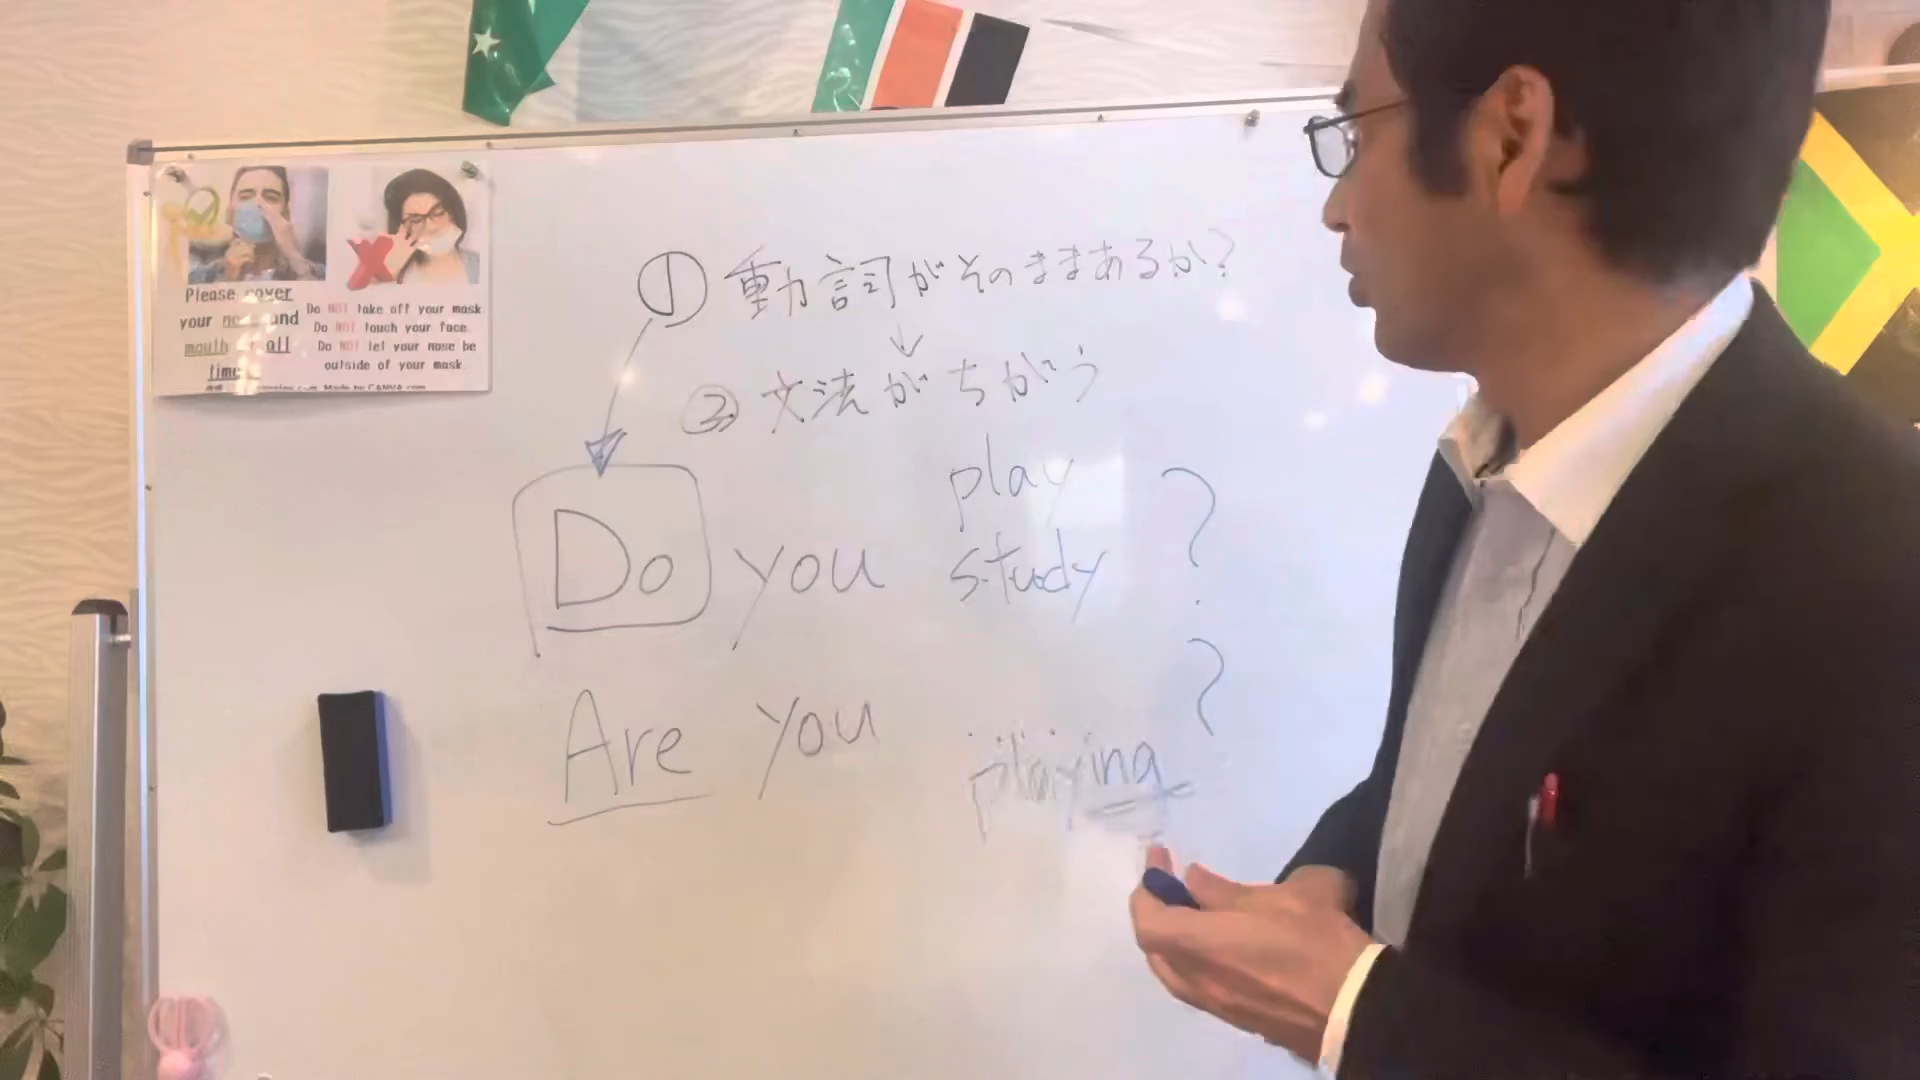 Please cover
your nose and
mouth at all
time
Do NOT take off your mask
Do NOT touch your face
Do NOT let your nose be
outside of your mask
Made by CANVA.com
① 動詞がそのままあるか?
② 文法がちがう
play
Do you study ?
Are you playing ?